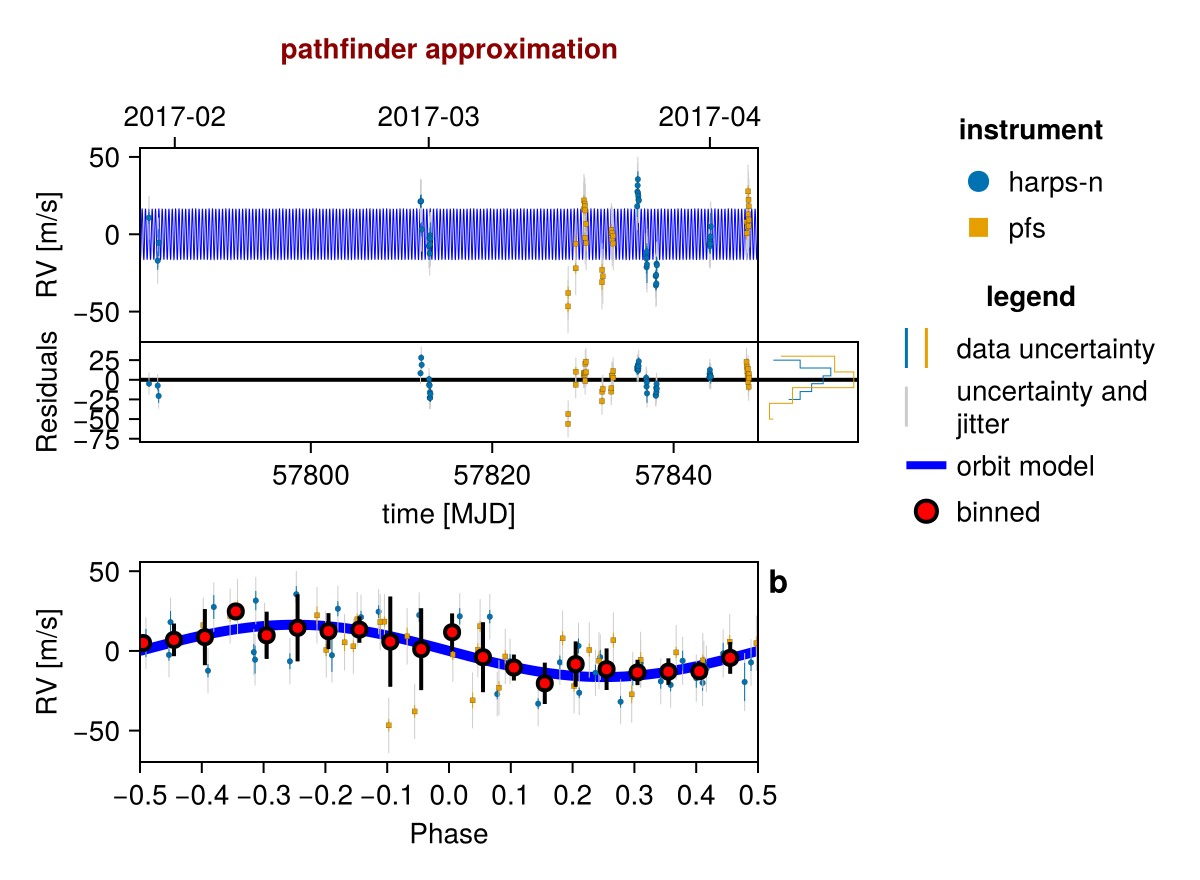 pathfinder approximation
2017-02 2017-03 2017-04
50
0
−50
RV [m/s]
25
0
−25
−50
−75
Residuals
57800 57820 57840
time [MJD]
instrument
harps-n
pfs
legend
data uncertainty
uncertainty and
jitter
orbit model
binned
b
50
0
−50
RV [m/s]
−0.5 −0.4 −0.3 −0.2 −0.1 0.0 0.1 0.2 0.3 0.4 0.5
Phase